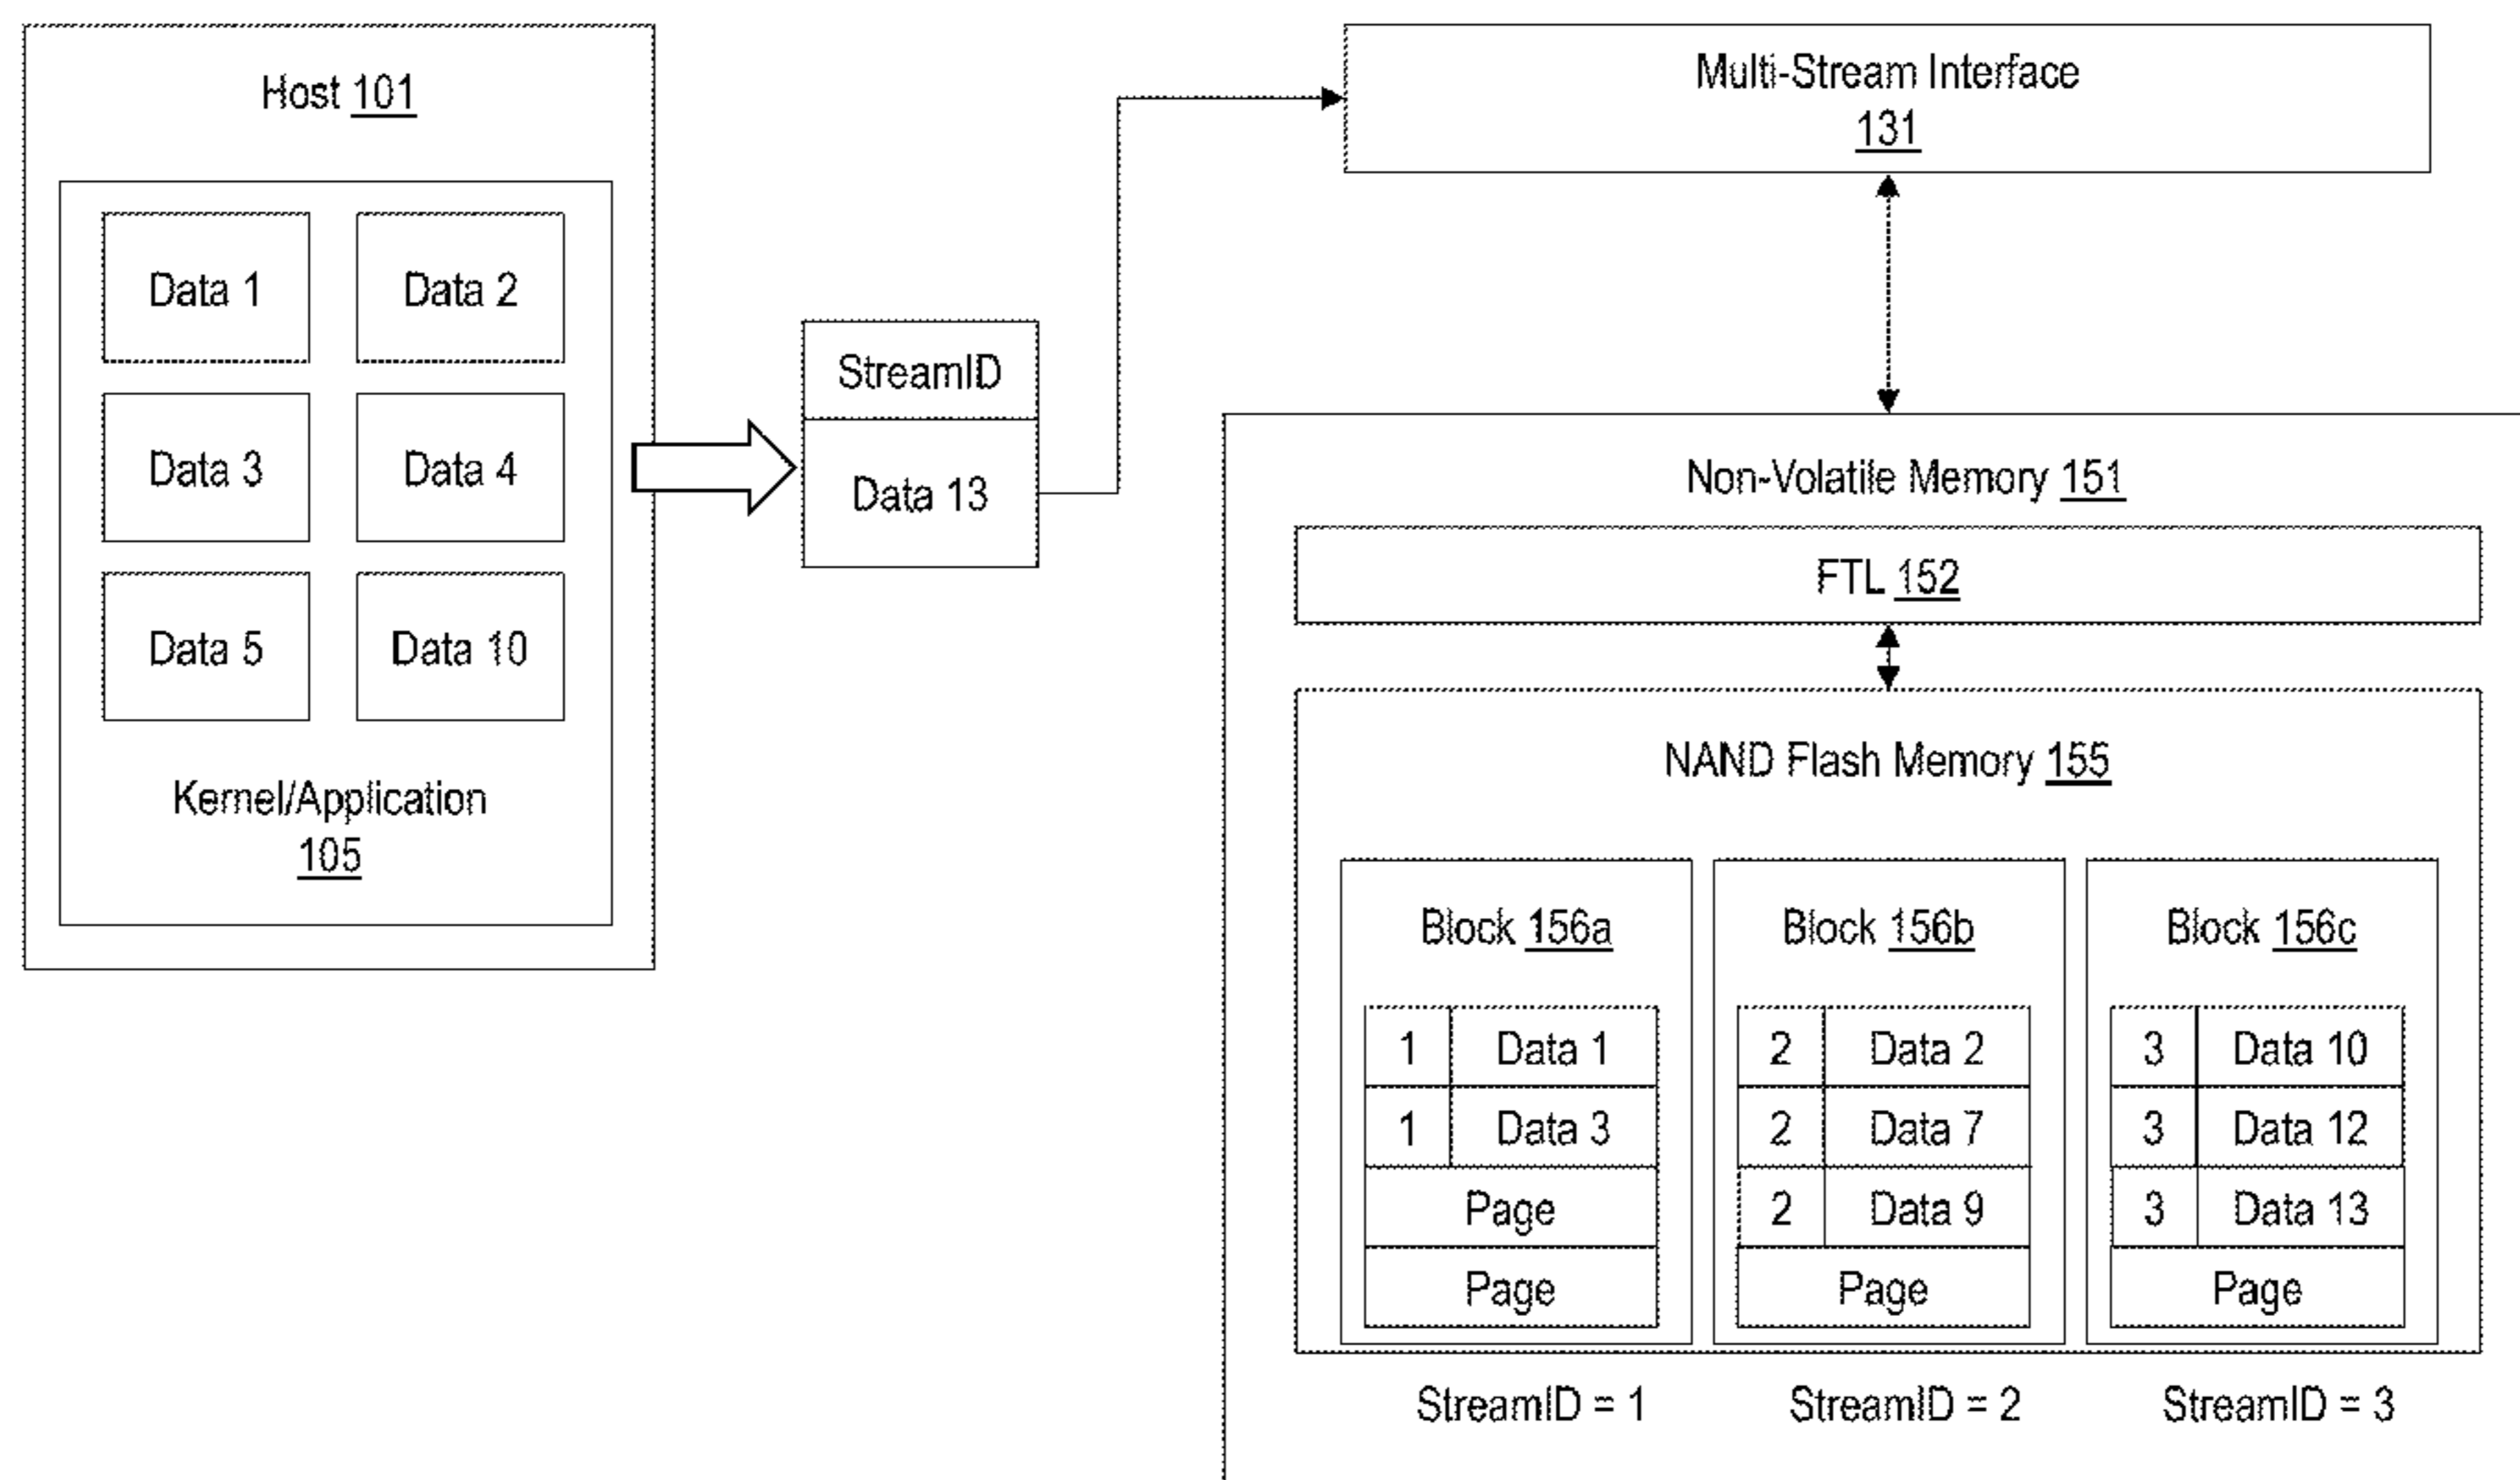 Host 101
Data 1
Data 2
Data 3
Data 4
Data 5
Data 10
Kernel/Application
105
StreamID
Data 13
Multi-Stream Interface
131
Non-Volatile Memory 151
FTL 152
NAND Flash Memory 155
Block 156a
1 Data 1
1 Data 3
Page
Page
Block 156b
2 Data 2
2 Data 7
2 Data 9
Page
Block 156c
3 Data 10
3 Data 12
3 Data 13
Page
StreamID = 1
StreamID = 2
StreamID = 3